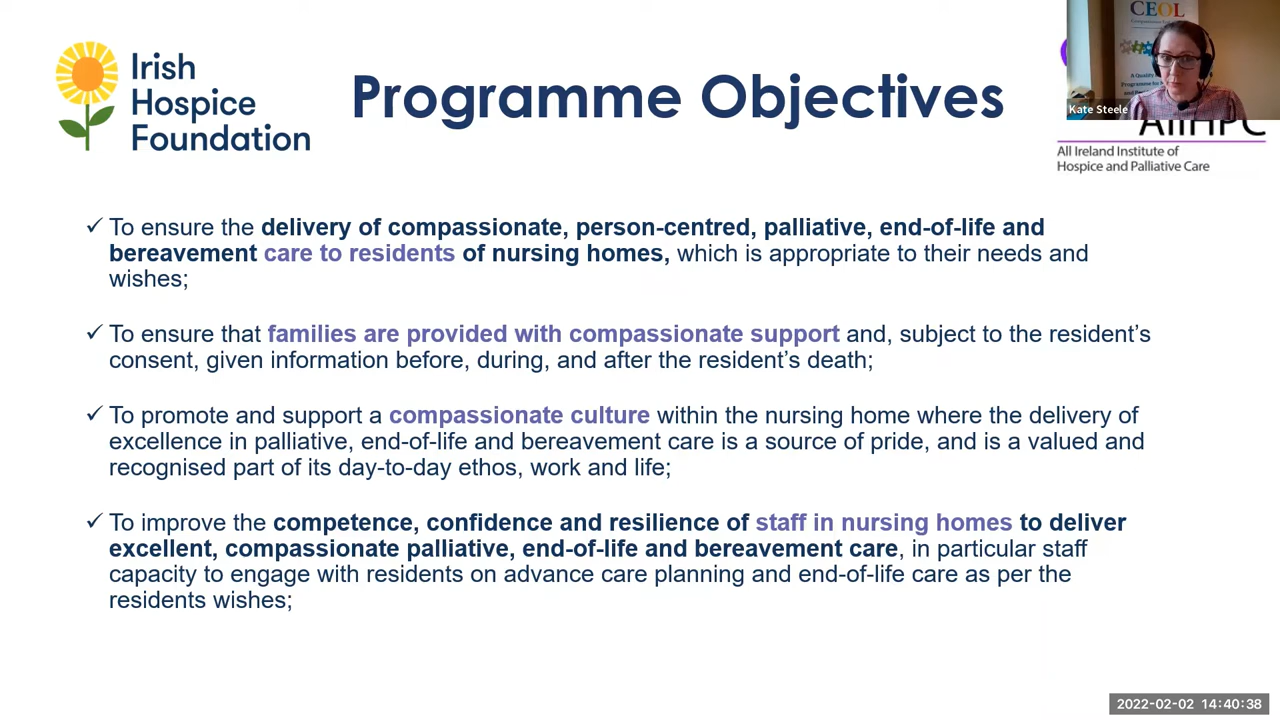 Irish
Hospice
Foundation
Programme Objectives
CEOL
Kate Steele
AIIHPC
All Ireland Institute of
Hospice and Palliative Care
✓ To ensure the delivery of compassionate, person-centred, palliative, end-of-life and
bereavement care to residents of nursing homes, which is appropriate to their needs and
wishes;
✓ To ensure that families are provided with compassionate support and, subject to the resident’s
consent, given information before, during, and after the resident’s death;
✓ To promote and support a compassionate culture within the nursing home where the delivery of
excellence in palliative, end-of-life and bereavement care is a source of pride, and is a valued and
recognised part of its day-to-day ethos, work and life;
✓ To improve the competence, confidence and resilience of staff in nursing homes to deliver
excellent, compassionate palliative, end-of-life and bereavement care, in particular staff
capacity to engage with residents on advance care planning and end-of-life care as per the
residents wishes;
2022-02-02 14:40:38